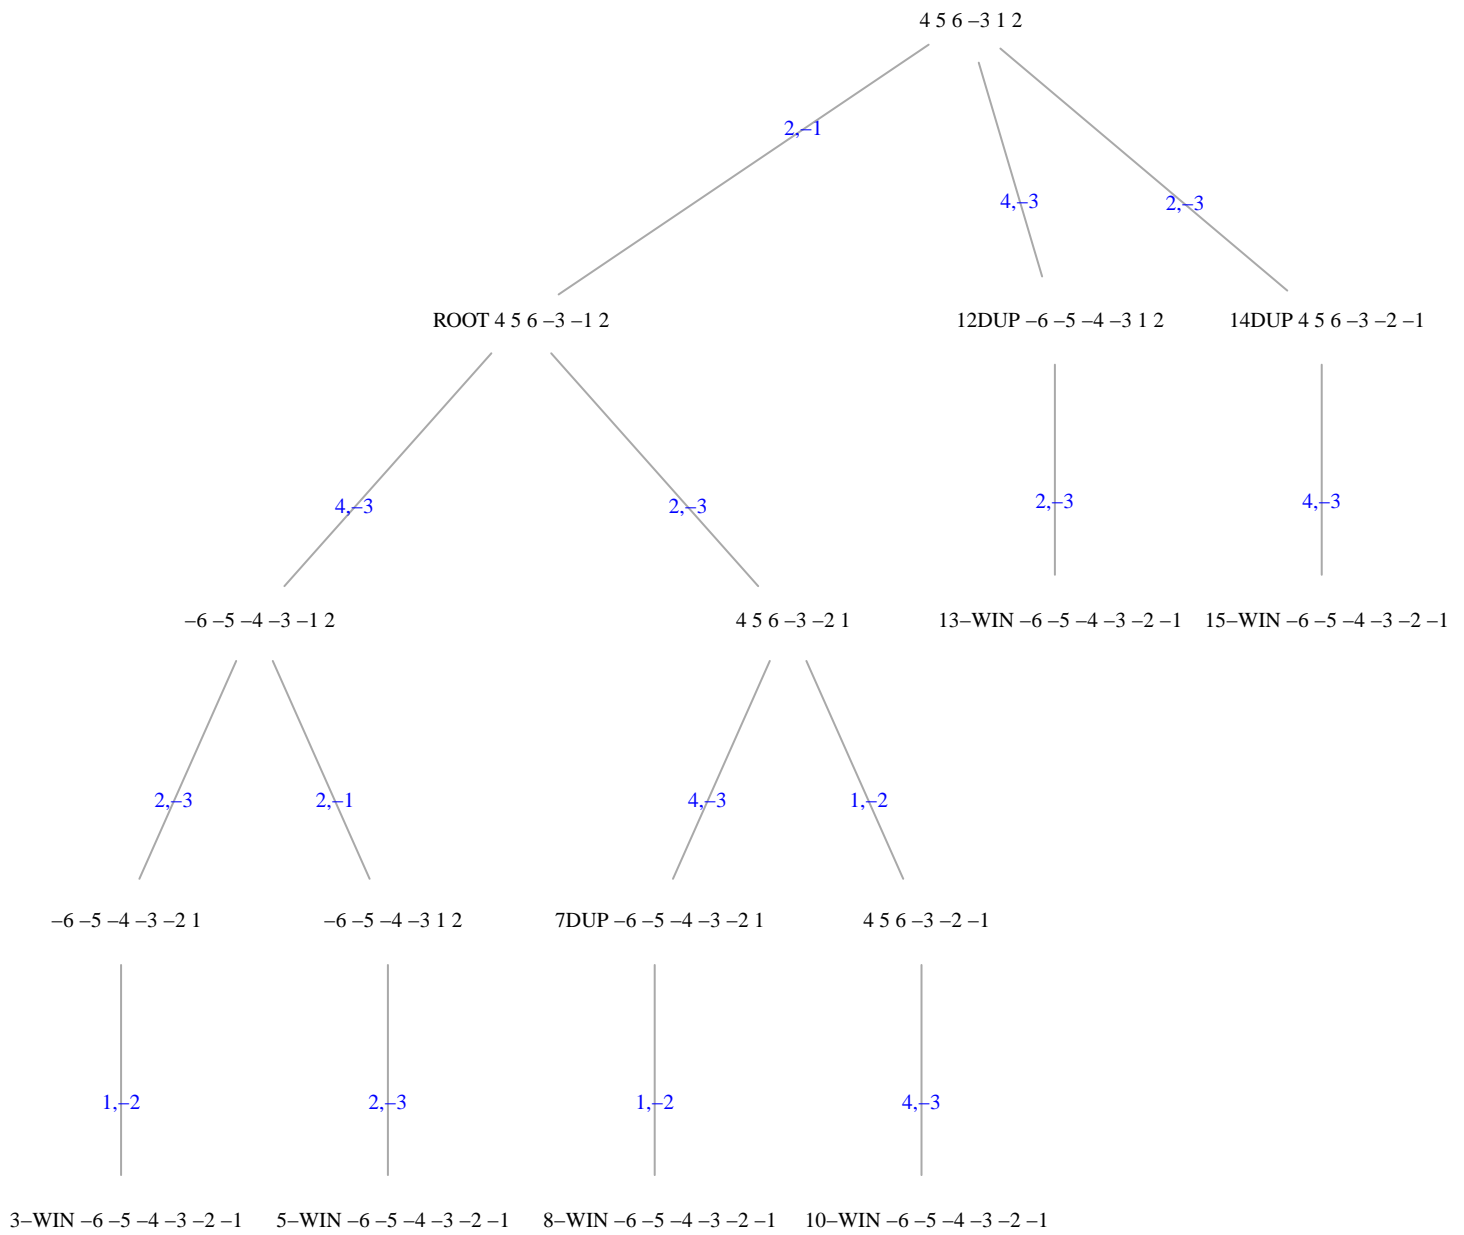 4 5 6 –3 1 2
2,–1
4,–3
2,–3
ROOT 4 5 6 –3 –1 2
12DUP –6 –5 –4 –3 1 2
14DUP 4 5 6 –3 –2 –1
4,–3
2,–3
2,–3
4,–3
–6 –5 –4 –3 –1 2
4 5 6 –3 –2 1
13–WIN –6 –5 –4 –3 –2 –1
15–WIN –6 –5 –4 –3 –2 –1
2,–3
2,–1
4,–3
1,–2
–6 –5 –4 –3 –2 1
–6 –5 –4 –3 1 2
7DUP –6 –5 –4 –3 –2 1
4 5 6 –3 –2 –1
1,–2
2,–3
1,–2
4,–3
3–WIN –6 –5 –4 –3 –2 –1
5–WIN –6 –5 –4 –3 –2 –1
8–WIN –6 –5 –4 –3 –2 –1
10–WIN –6 –5 –4 –3 –2 –1